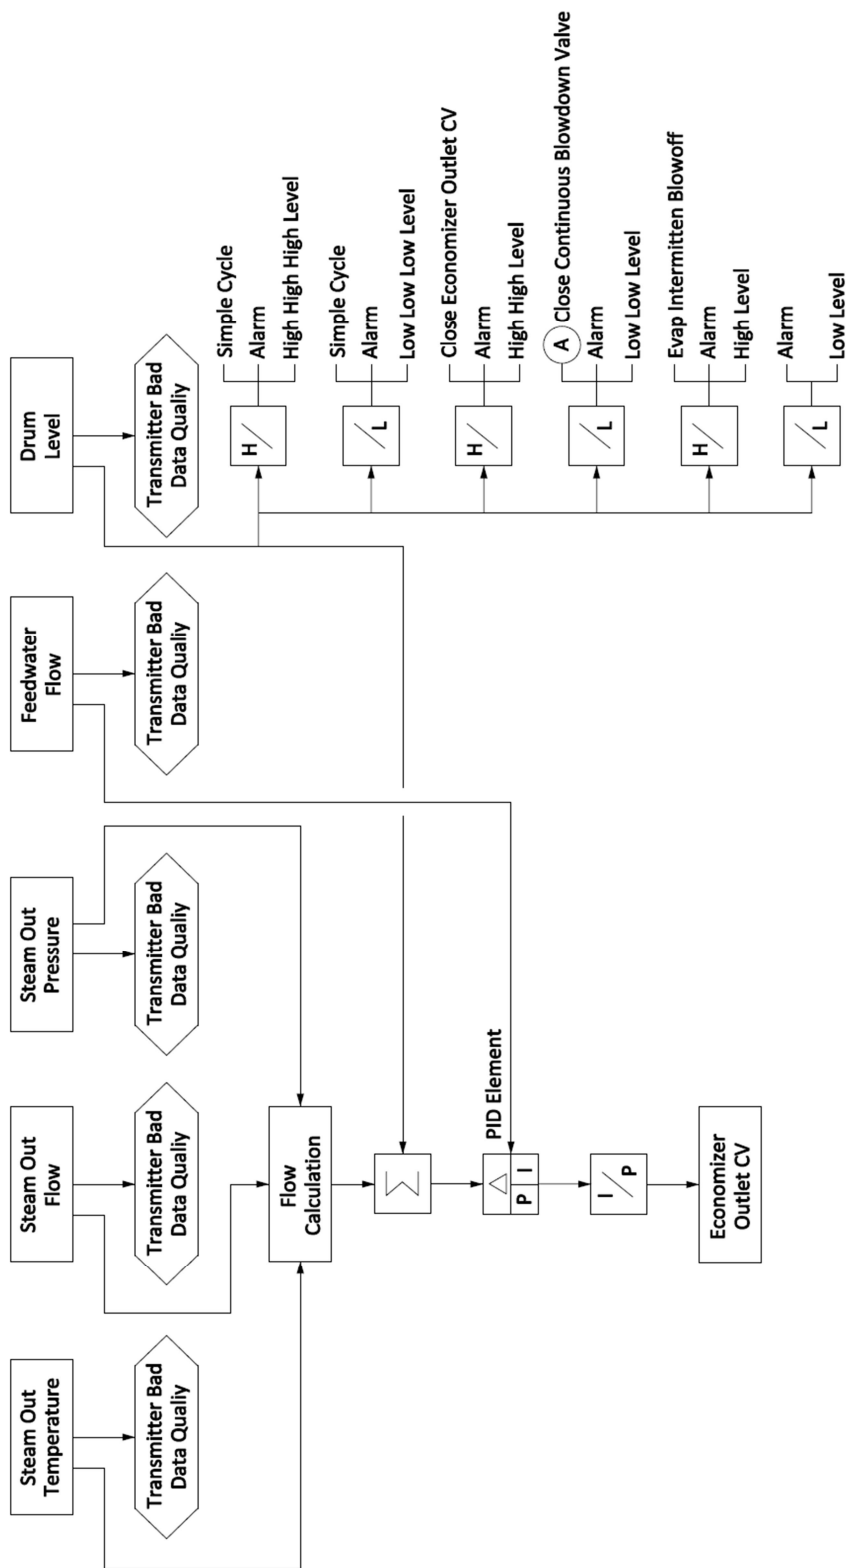 Steam Out
Temperature
Steam Out
Flow
Steam Out
Pressure
Feedwater
Flow
Drum
Level
Transmitter Bad
Data Qualiy
Transmitter Bad
Data Qualiy
Transmitter Bad
Data Qualiy
Transmitter Bad
Data Qualiy
Transmitter Bad
Data Qualiy
H/
Simple Cycle
Alarm
High High High Level
/L
Simple Cycle
Alarm
Low Low Low Level
H/
Close Economizer Outlet CV
Alarm
High High Level
/L
A Close Continuous Blowdown Valve
Alarm
Low Low Level
H/
Evap Intermitten Blowoff
Alarm
High Level
/L
Alarm
Low Level
Flow
Calculation
Σ
PID Element
△
P I
I/P
Economizer
Outlet CV